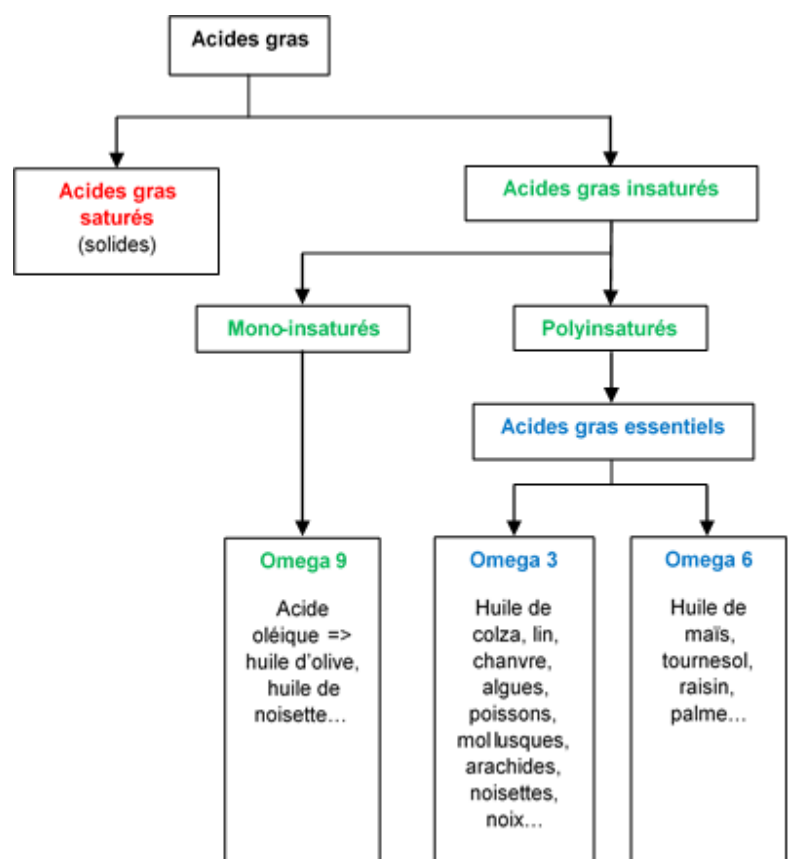 Acides gras
Acides gras
saturés
(solides)
Acides gras insaturés
Mono-insaturés
Polyinsaturés
Acides gras essentiels
Omega 9
Acide
oléique =>
huile d'olive,
huile de
noisette…
Omega 3
Huile de
colza, lin,
chanvre,
algues,
poissons,
mollusques,
arachides,
noisettes,
noix…
Omega 6
Huile de
maïs,
tournesol,
raisin,
palme…